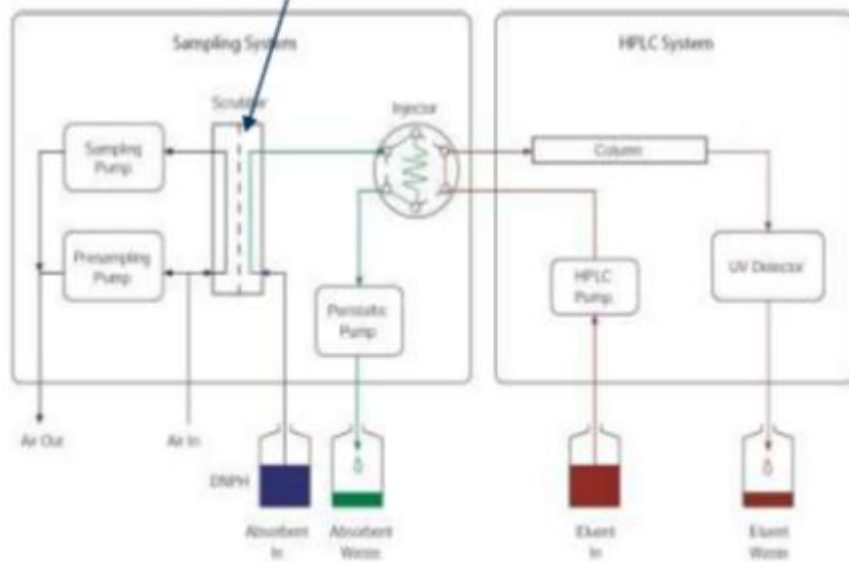 Sampling System
HPLC System
Scrubber
Injector
Sampling
Pump
Column
Presampling
Pump
UV Detector
HPLC
Pump
Peristaltic
Pump
Air Out
Air In
DNPH
Absorbent
In
Absorbent
Waste
Eluent
In
Eluent
Waste